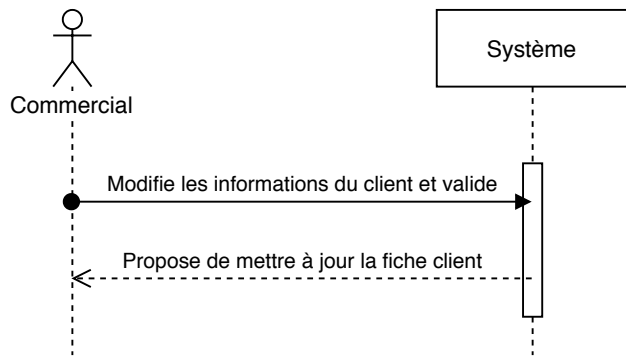 Système
Commercial
Modifie les informations du client et valide
Propose de mettre à jour la fiche client